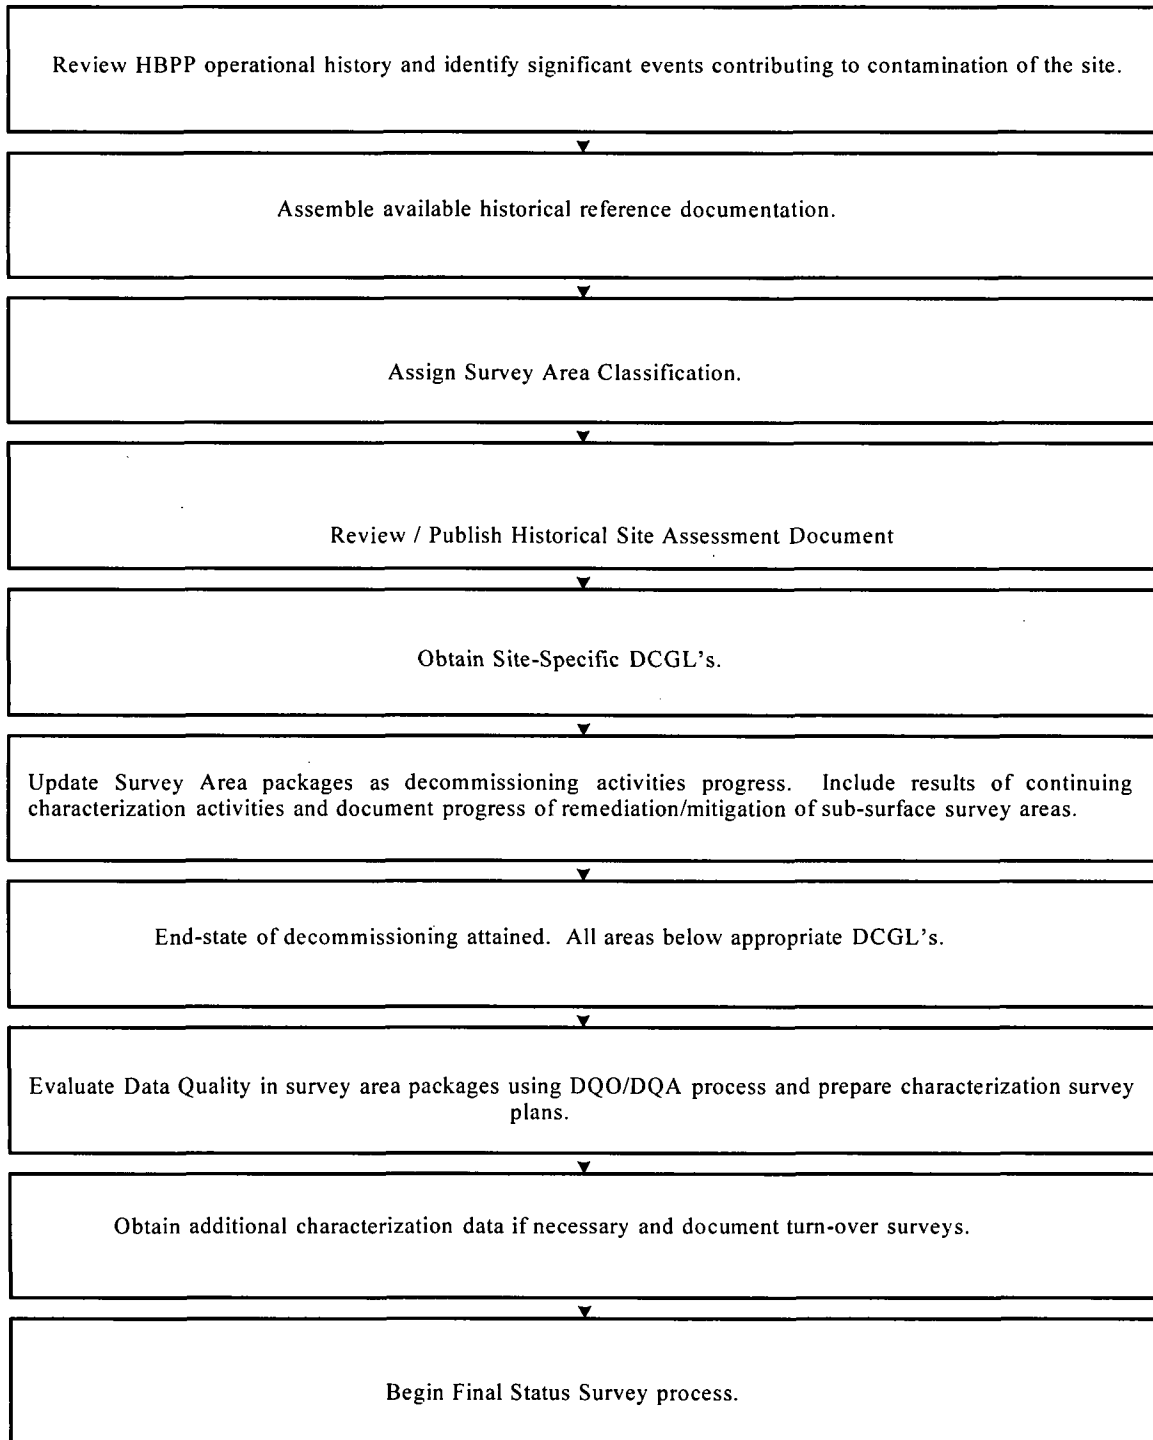 Review HBPP operational history and identify significant events contributing to contamination of the site.
Assemble available historical reference documentation.
Assign Survey Area Classification.
Review / Publish Historical Site Assessment Document
Obtain Site-Specific DCGL's.
Update Survey Area packages as decommissioning activities progress. Include results of continuing
characterization activities and document progress of remediation/mitigation of sub-surface survey areas.
End-state of decommissioning attained. All areas below appropriate DCGL's.
Evaluate Data Quality in survey area packages using DQO/DQA process and prepare characterization survey
plans.
Obtain additional characterization data if necessary and document turn-over surveys.
Begin Final Status Survey process.